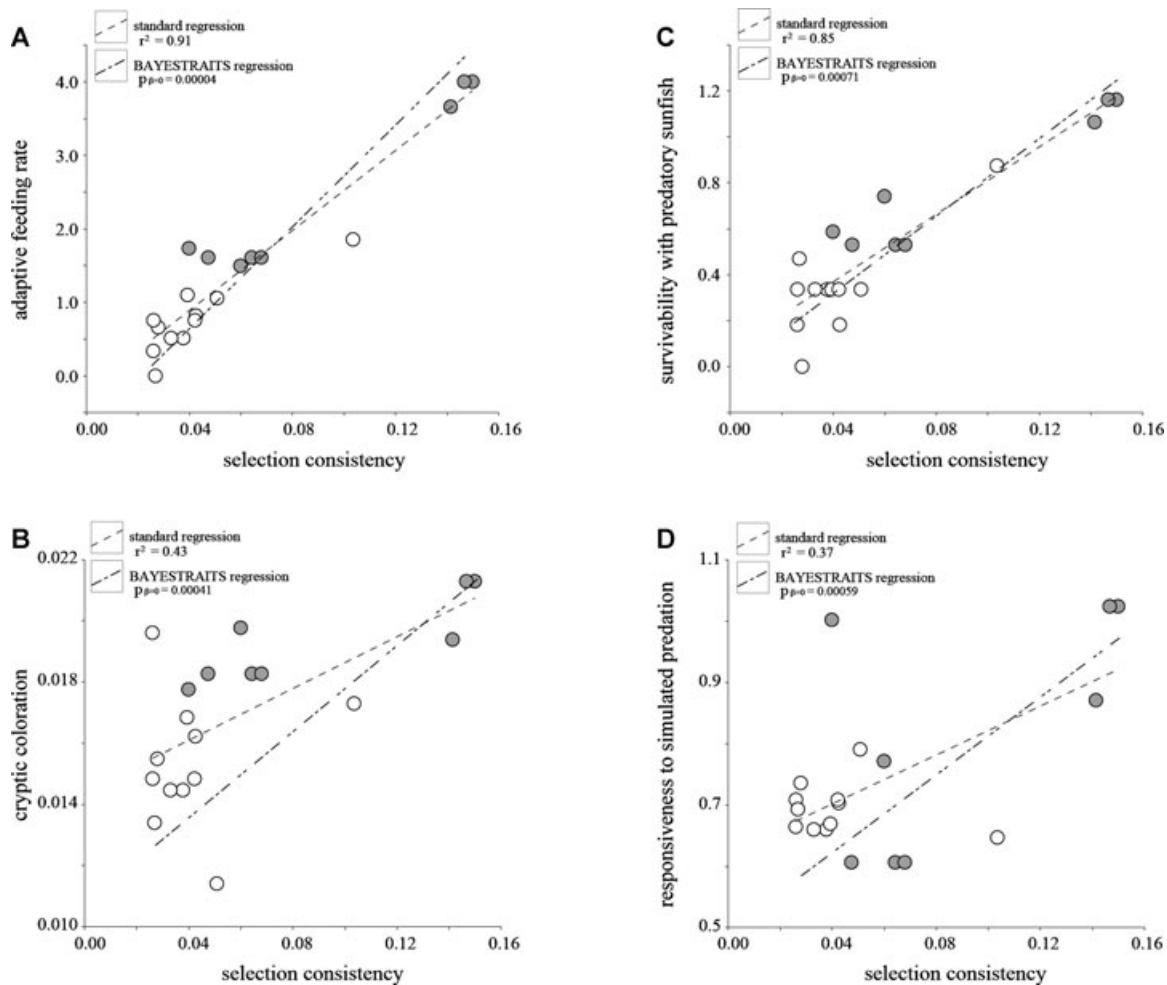 A
standard regression
r² = 0.91
BAYESTRAITS regression
p β=0 = 0.00004
4.0
3.0
2.0
1.0
0.0
adaptive feeding rate
0.00 0.04 0.08 0.12 0.16
selection consistency
B
standard regression
r² = 0.43
BAYESTRAITS regression
p β=0 = 0.00041
0.022
0.018
0.014
0.010
cryptic coloration
0.00 0.04 0.08 0.12 0.16
selection consistency
C
standard regression
r² = 0.85
BAYESTRAITS regression
p β=0 = 0.00071
1.2
0.8
0.4
0.0
survivability with predatory sunfish
0.00 0.04 0.08 0.12 0.16
selection consistency
D
standard regression
r² = 0.37
BAYESTRAITS regression
p β=0 = 0.00059
1.1
0.9
0.7
0.5
responsiveness to simulated predation
0.00 0.04 0.08 0.12 0.16
selection consistency